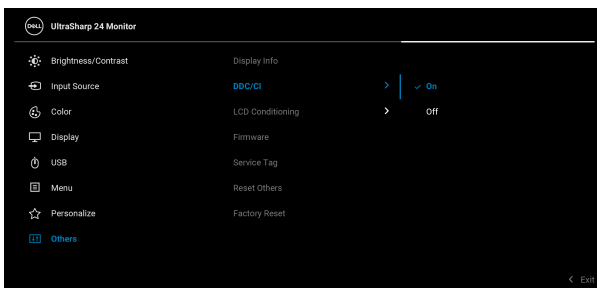 DELL UltraSharp 24 Monitor
Brightness/Contrast Display Info
Input Source DDC/CI > ✓ On
Color LCD Conditioning > Off
Display Firmware
USB Service Tag
Menu Reset Others
Personalize Factory Reset
Others
< Exit